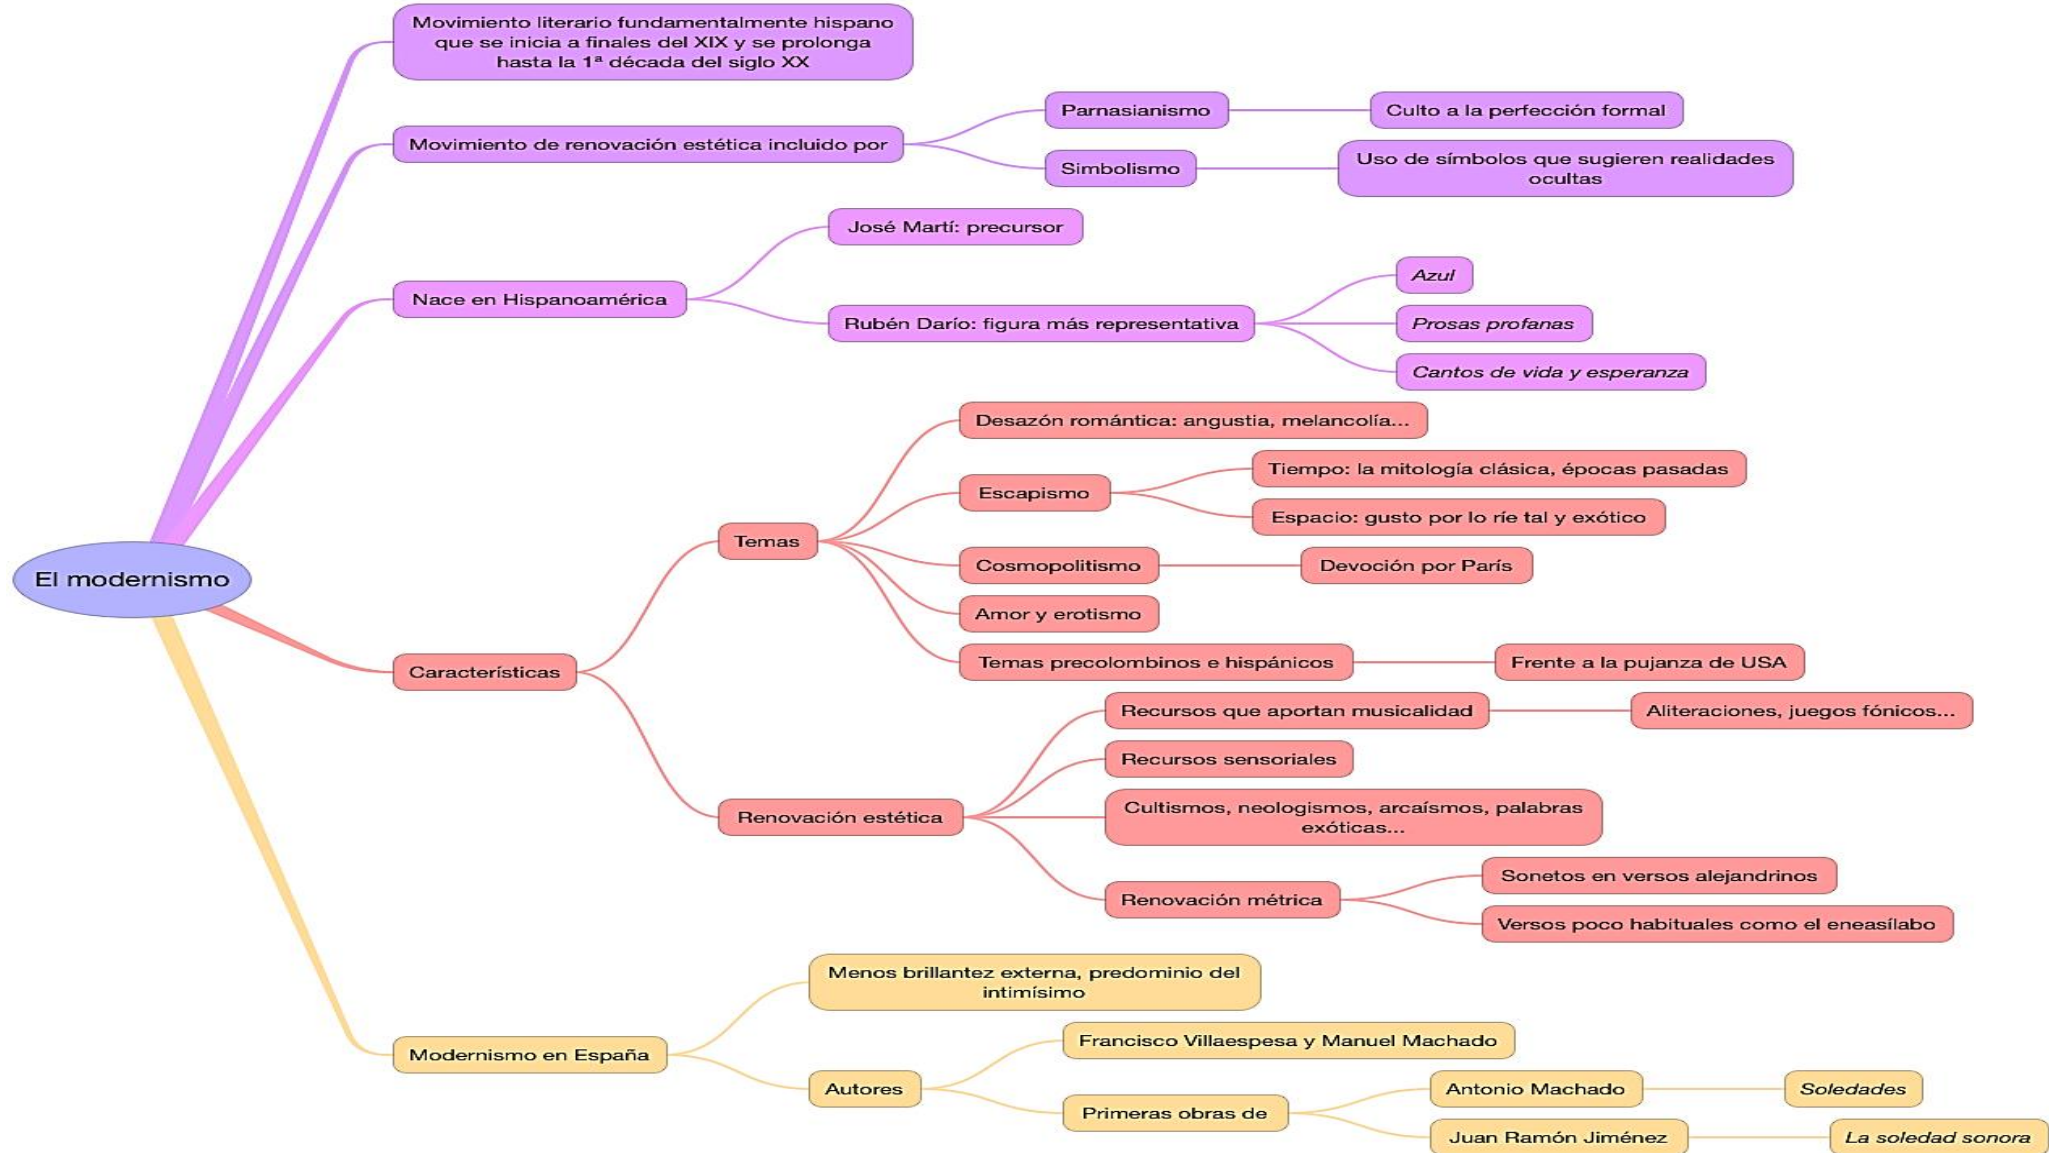 Movimiento literario fundamentalmente hispano
que se inicia a finales del XIX y se prolonga
hasta la 1ª década del siglo XX
Movimiento de renovación estética incluido por
Parnasianismo
Culto a la perfección formal
Simbolismo
Uso de símbolos que sugieren realidades
ocultas
Nace en Hispanoamérica
José Martí: precursor
Rubén Darío: figura más representativa
Azul
Prosas profanas
Cantos de vida y esperanza
El modernismo
Características
Temas
Desazón romántica: angustia, melancolía...
Escapismo
Tiempo: la mitología clásica, épocas pasadas
Espacio: gusto por lo ríe tal y exótico
Cosmopolitismo
Devoción por París
Amor y erotismo
Temas precolombinos e hispánicos
Frente a la pujanza de USA
Renovación estética
Recursos que aportan musicalidad
Aliteraciones, juegos fónicos...
Recursos sensoriales
Cultismos, neologismos, arcaísmos, palabras
exóticas...
Renovación métrica
Sonetos en versos alejandrinos
Versos poco habituales como el eneasílabo
Modernismo en España
Menos brillantez externa, predominio del
intimísimo
Autores
Francisco Villaespesa y Manuel Machado
Primeras obras de
Antonio Machado
Soledades
Juan Ramón Jiménez
La soledad sonora